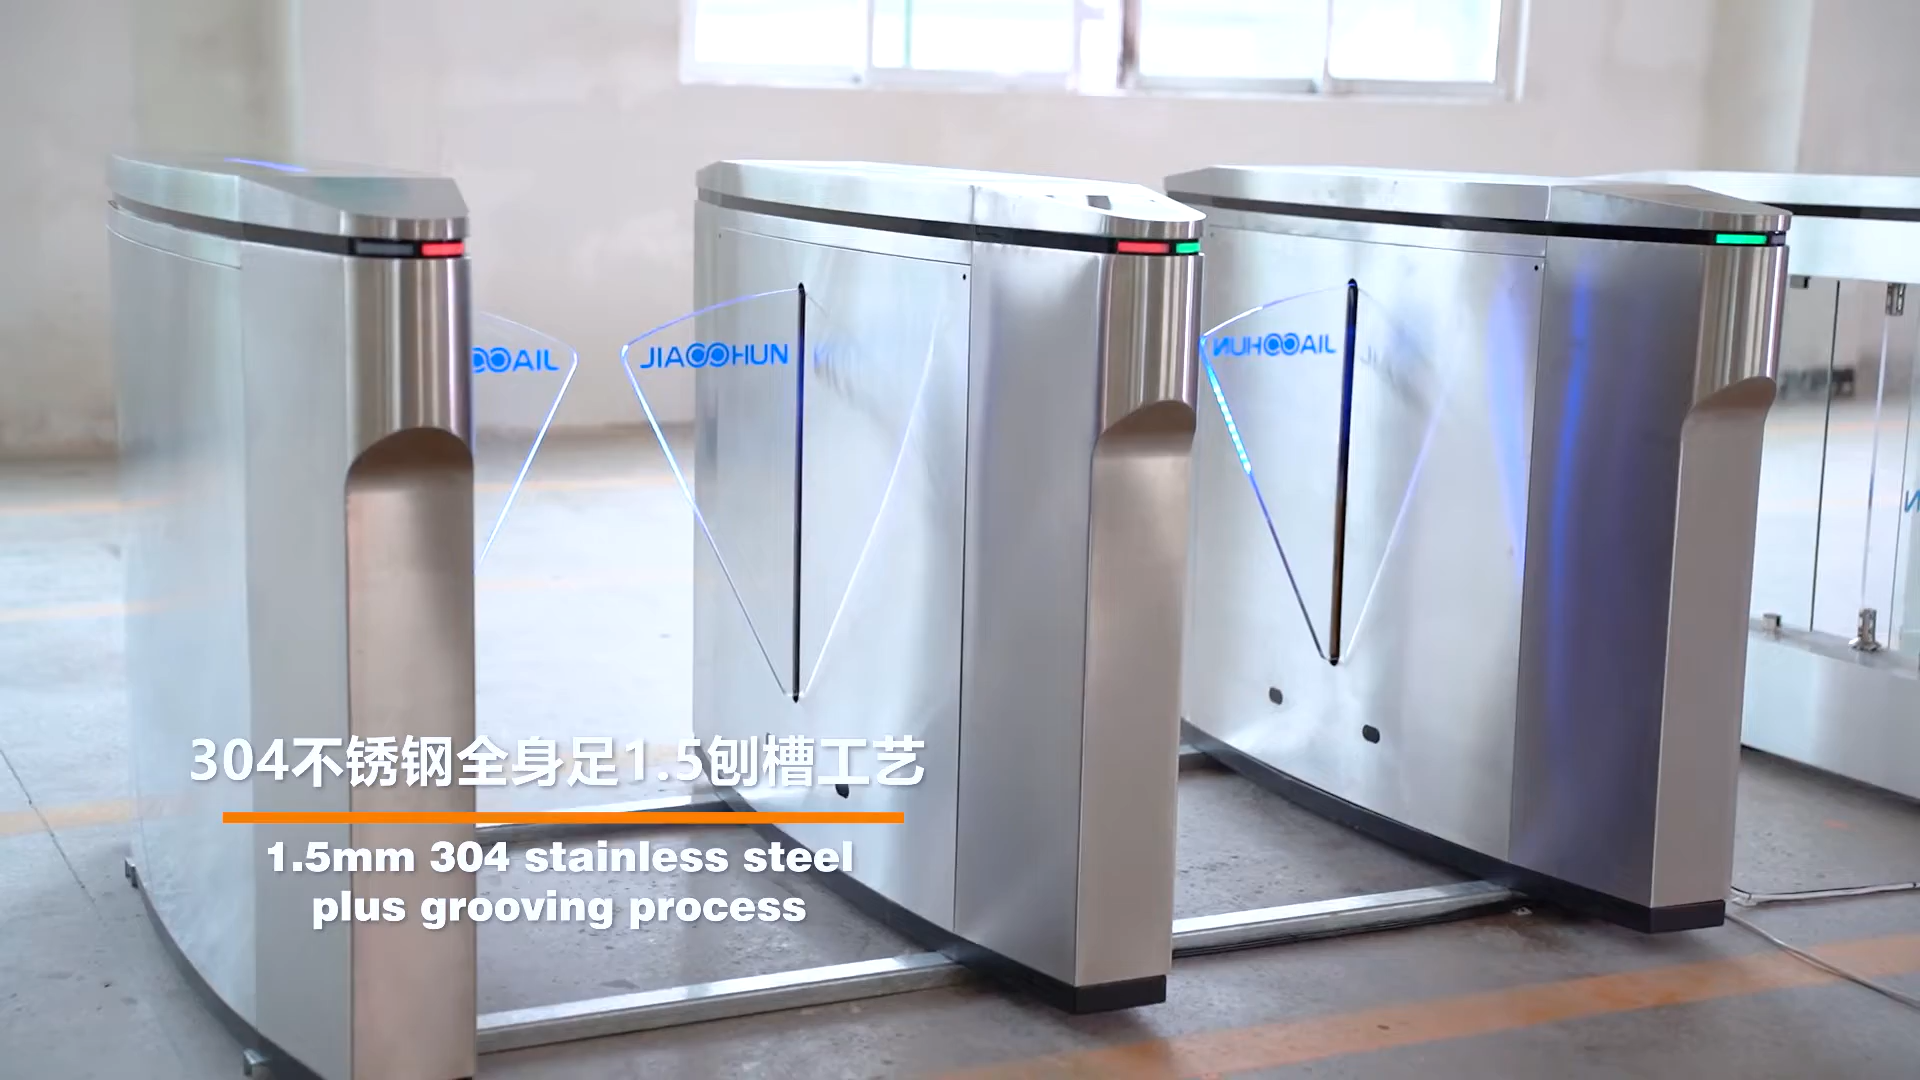 JIAOOHUN
304不锈钢全身足1.5刨槽工艺
1.5mm 304 stainless steel
plus grooving process